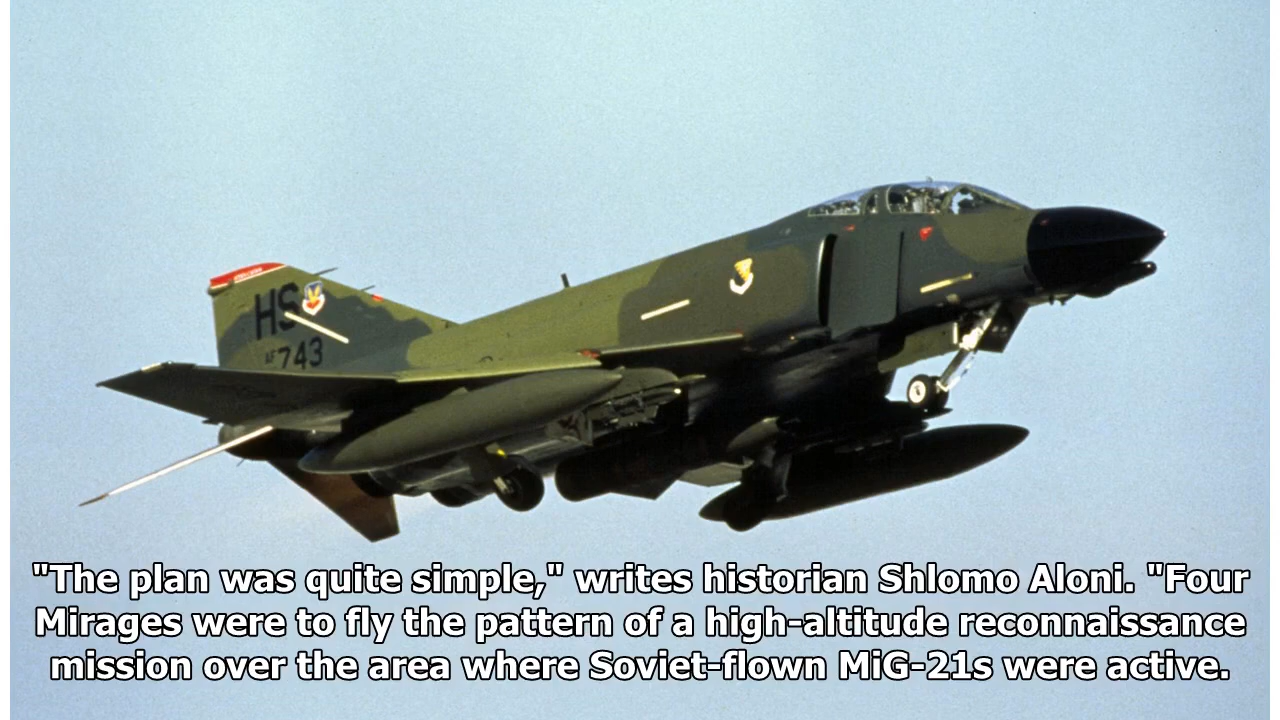 HS
AF 743
"The plan was quite simple," writes historian Shlomo Aloni. "Four
Mirages were to fly the pattern of a high-altitude reconnaissance
mission over the area where Soviet-flown MiG-21s were active.